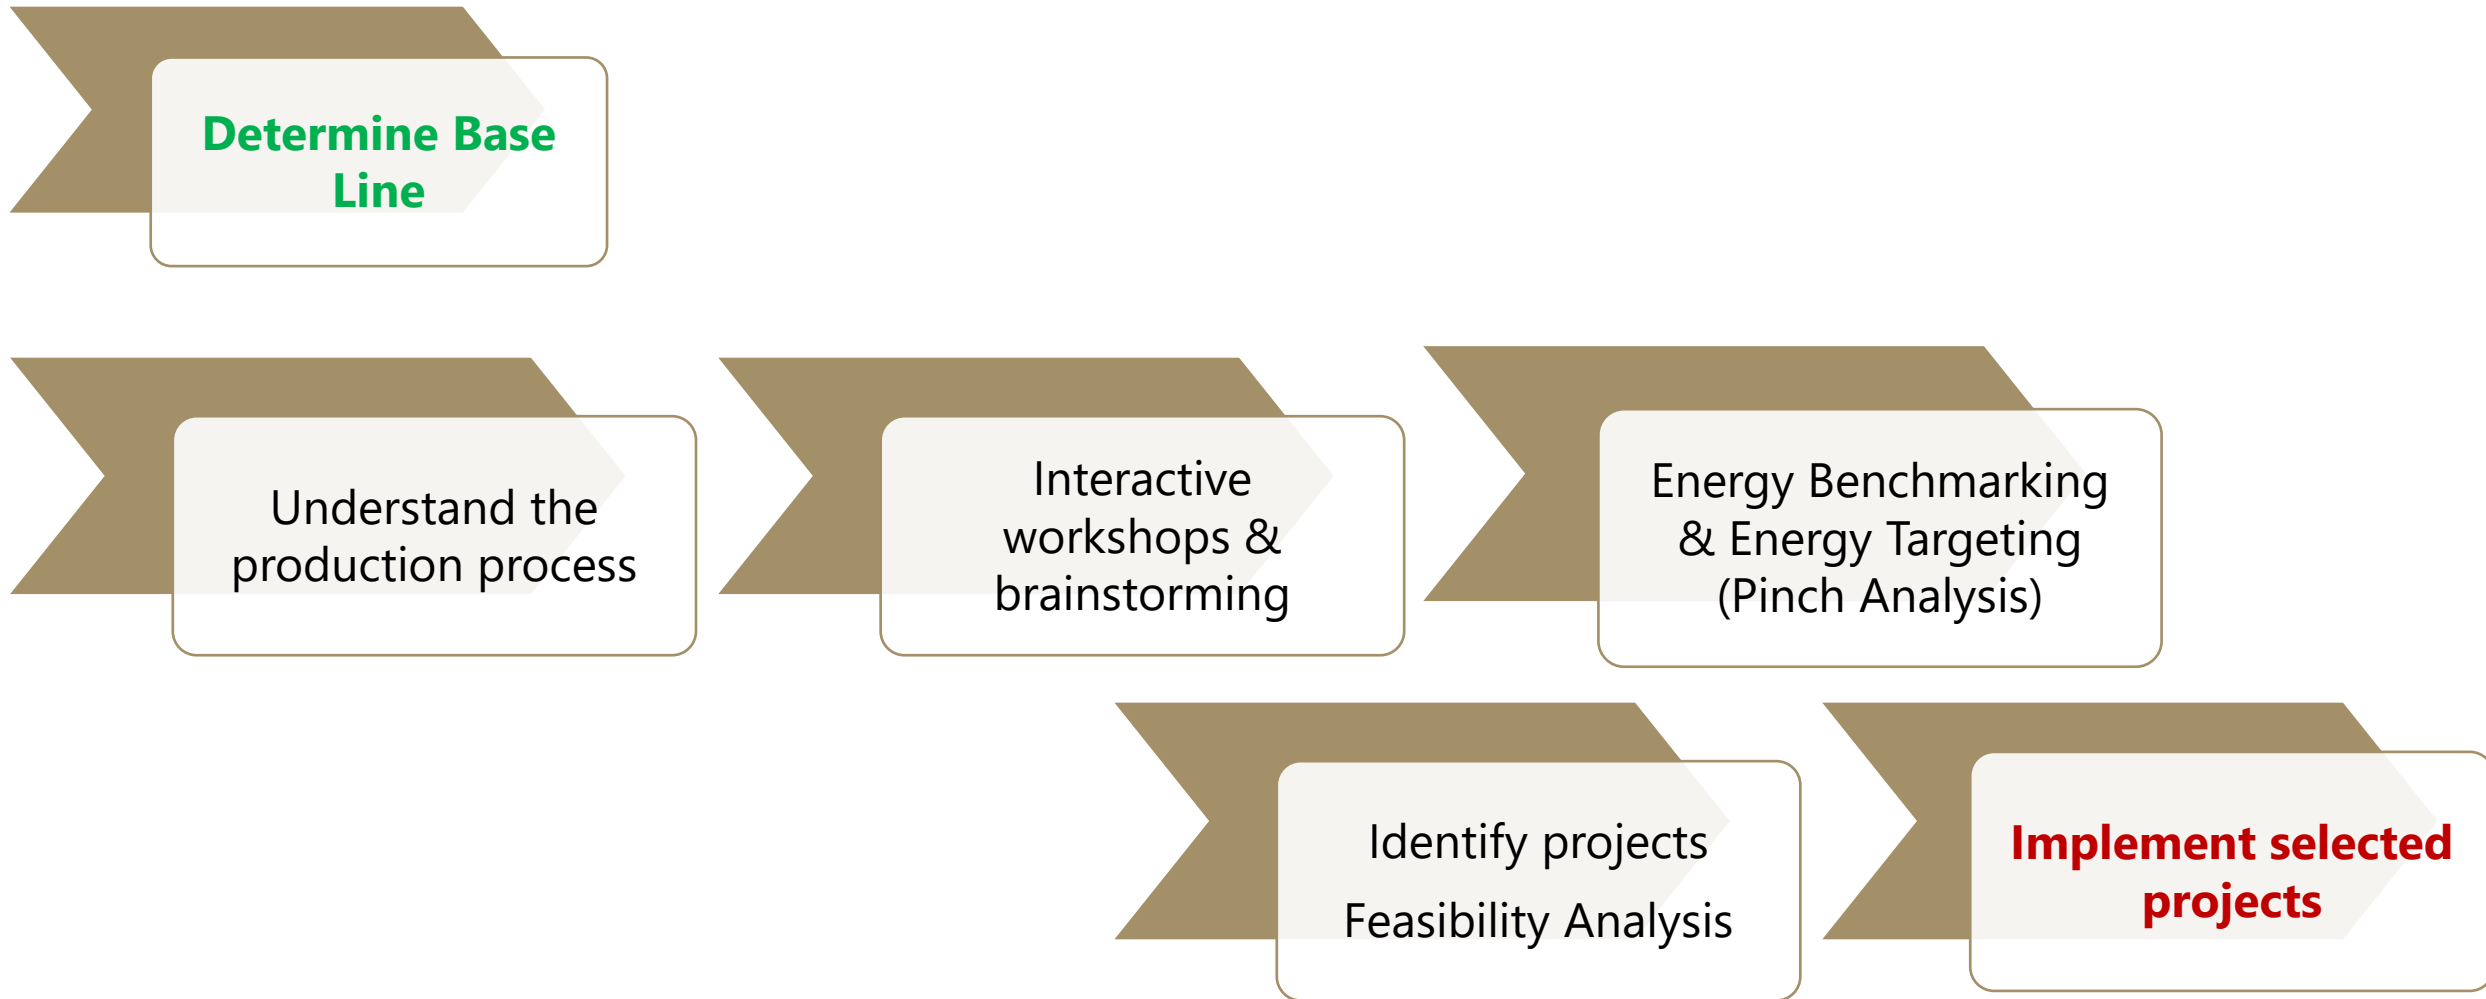 Determine Base
Line
Understand the
production process
Interactive
workshops &
brainstorming
Energy Benchmarking
& Energy Targeting
(Pinch Analysis)
Identify projects
Feasibility Analysis
Implement selected
projects